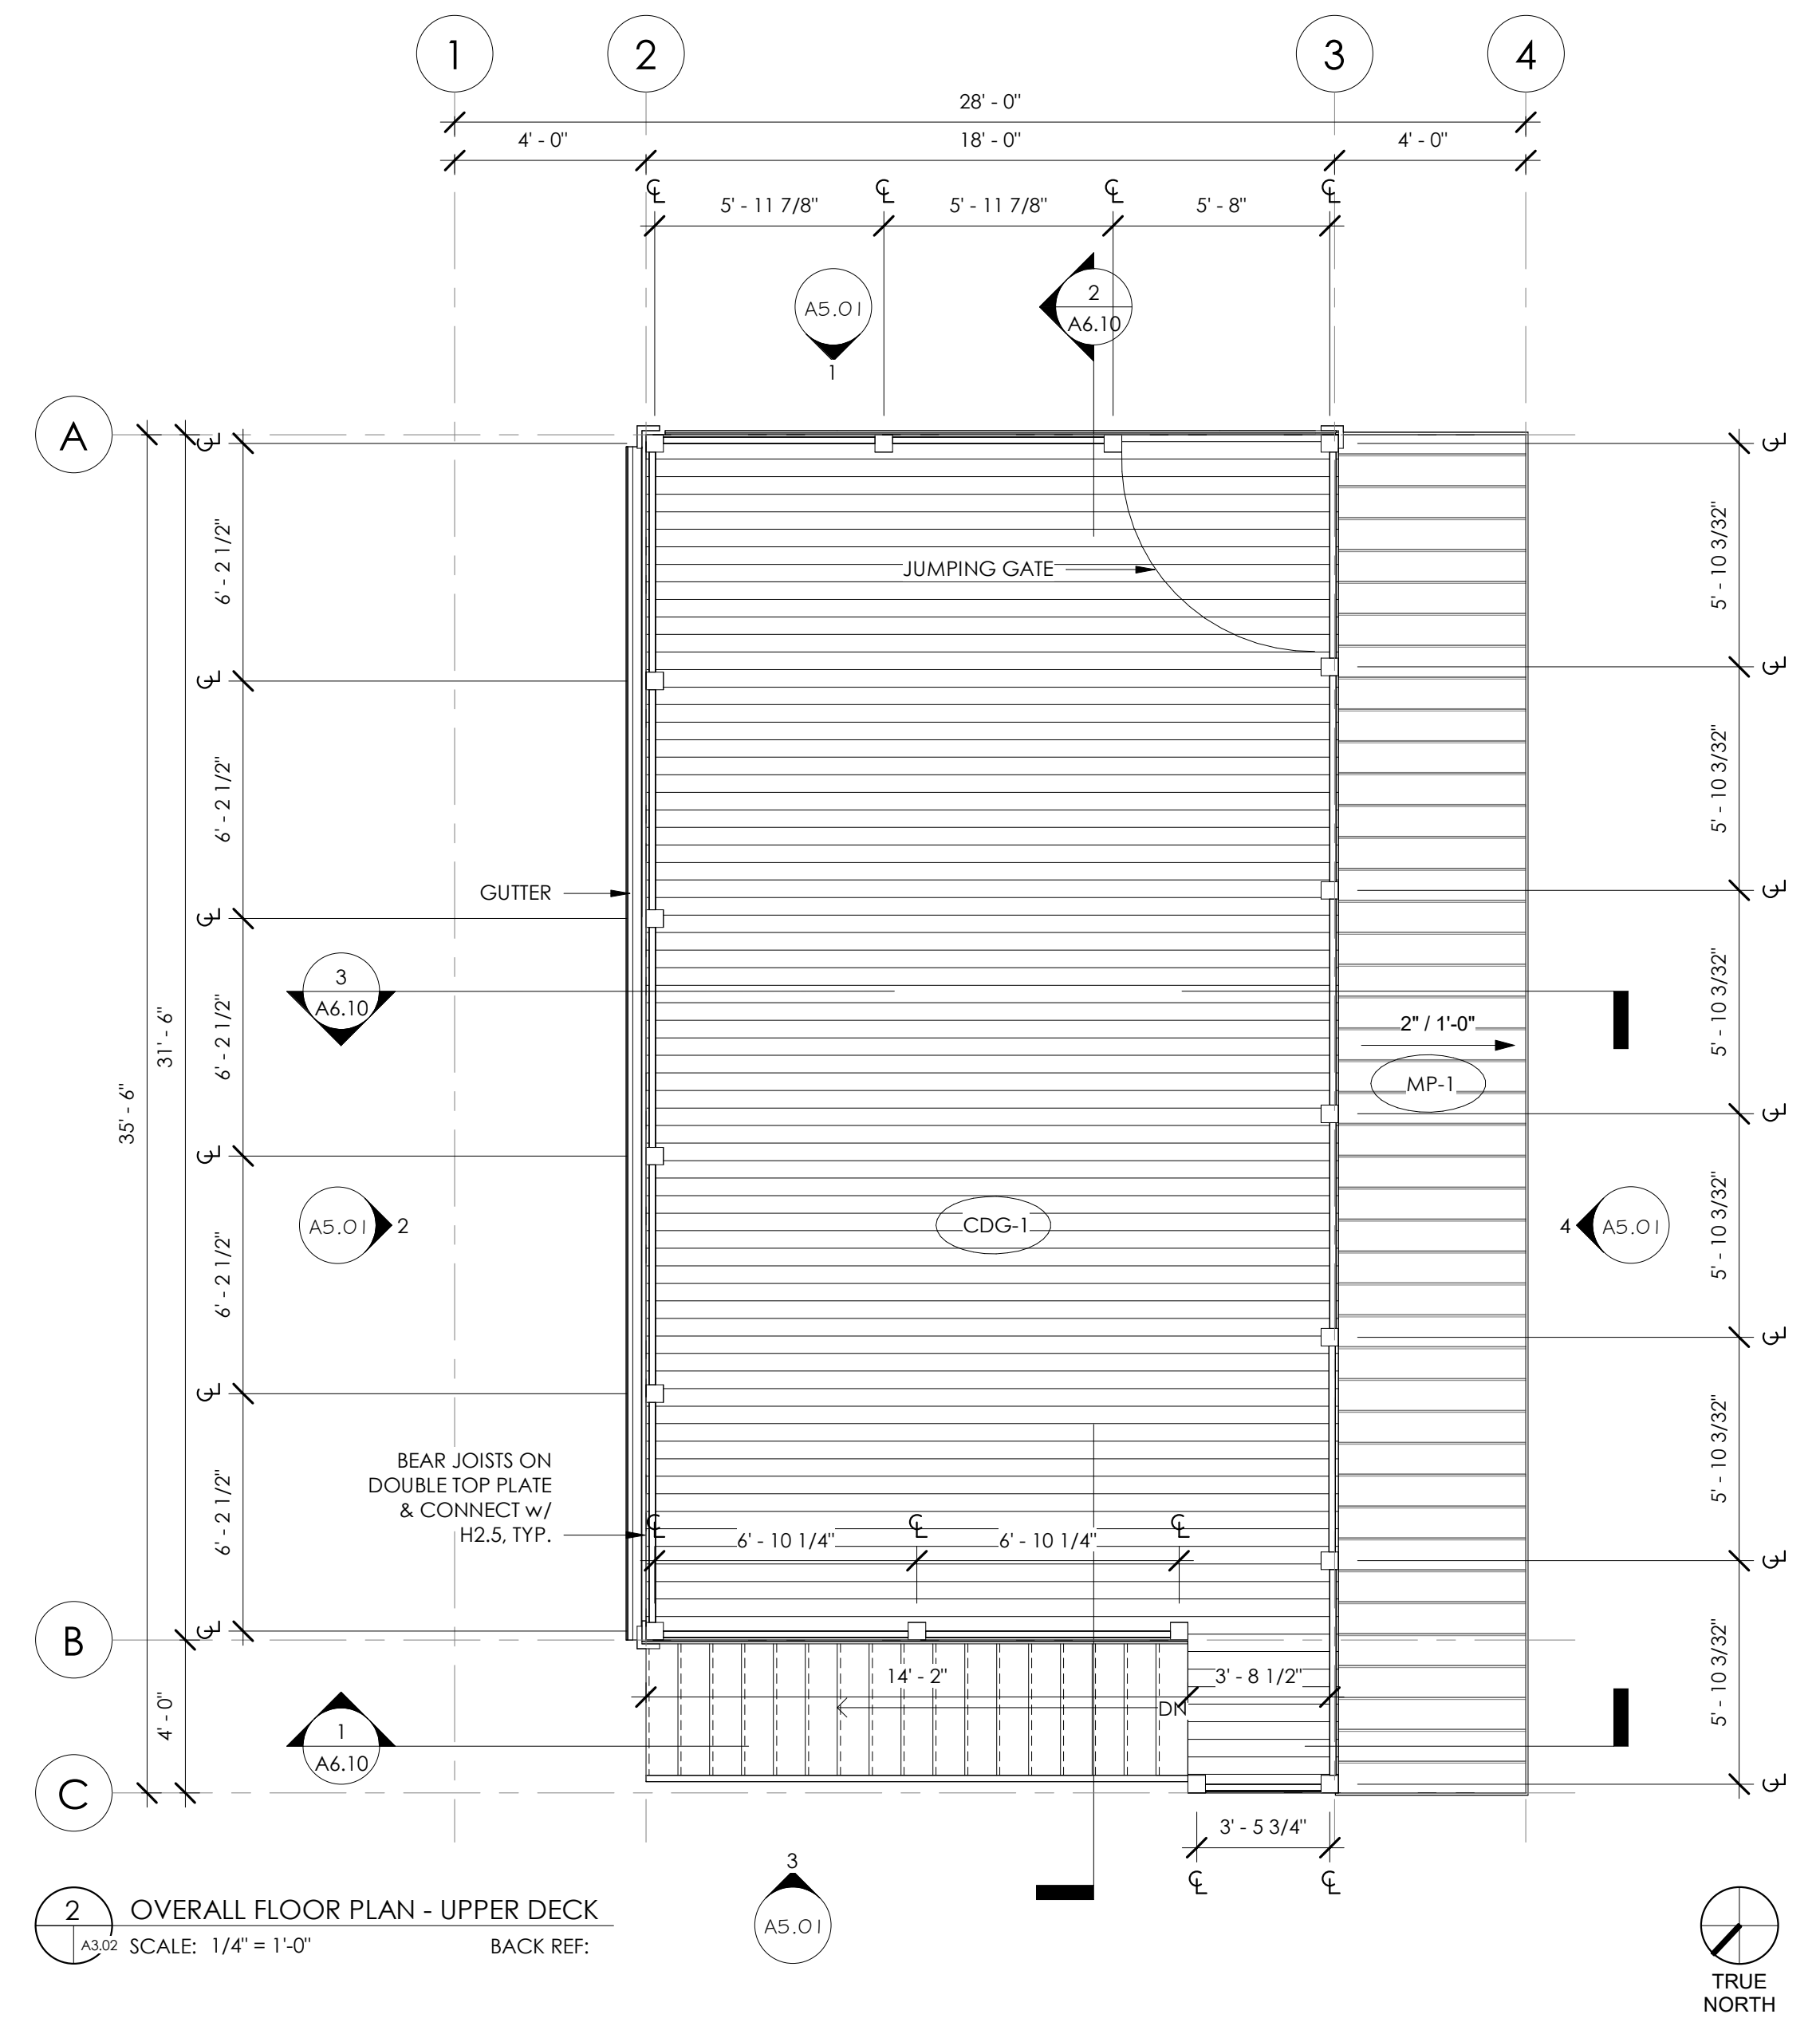 1 2 3 4
28' - 0"
4' - 0" 18' - 0" 4' - 0"
℄ ℄ ℄ ℄
5' - 11 7/8" 5' - 11 7/8" 5' - 8"
A5.01
1
2
A6.10
A
℄ ℄
6' - 2 1/2"
5' - 10 3/32"
JUMPING GATE
℄ ℄
6' - 2 1/2"
5' - 10 3/32"
GUTTER
℄ ℄
3
A6.10
6' - 2 1/2"
5' - 10 3/32"
31' - 6"
35' - 6"
2" / 1'-0"
MP-1
℄ ℄
A5.01 2
CDG-1
4 A5.01
6' - 2 1/2"
5' - 10 3/32"
℄ ℄
BEAR JOISTS ON
DOUBLE TOP PLATE
& CONNECT w/
H2.5, TYP.
6' - 2 1/2"
5' - 10 3/32"
℄ ℄ ℄
6' - 10 1/4" 6' - 10 1/4"
℄ ℄
B
14' - 2" 3' - 8 1/2"
DN
4' - 0"
5' - 10 3/32"
1
A6.10
C
℄
3' - 5 3/4"
℄ ℄
3
A5.01
2
A3.02
OVERALL FLOOR PLAN - UPPER DECK
SCALE: 1/4" = 1'-0" BACK REF:
TRUE
NORTH